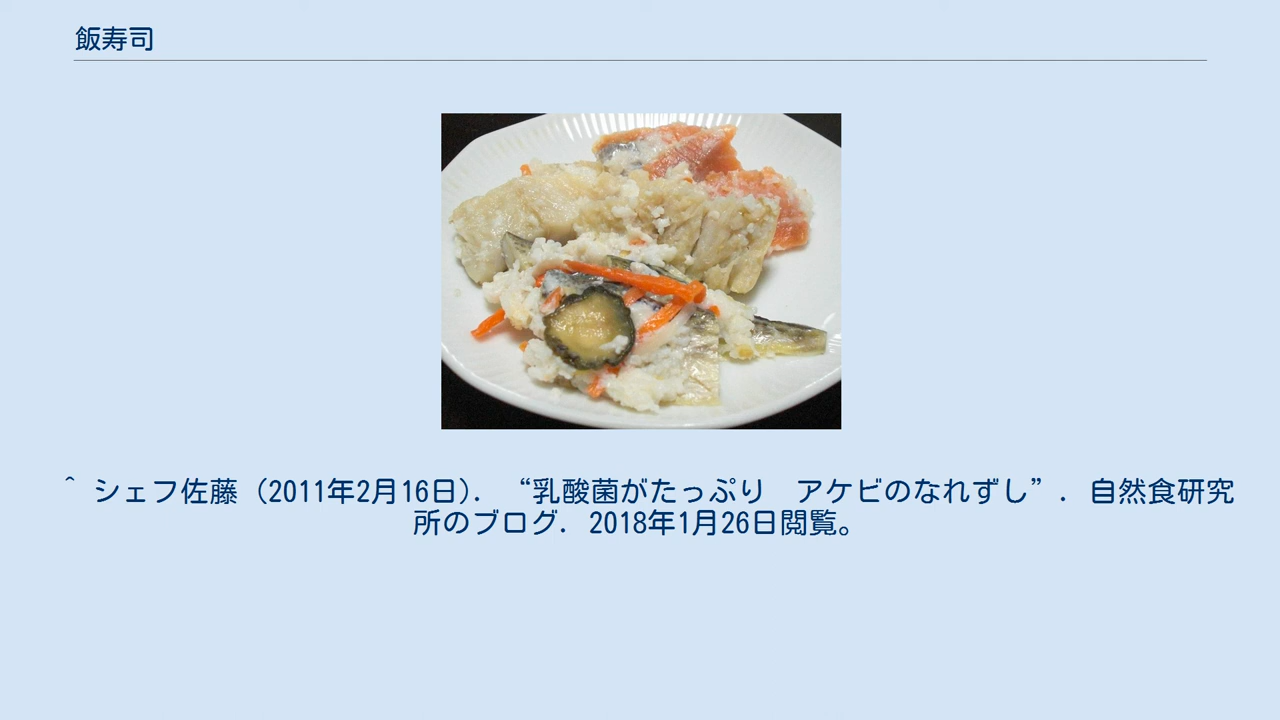 飯寿司
^ シェフ佐藤（2011年2月16日）. “乳酸菌がたっぷり　アケビのなれずし”. 自然食研究
所のブログ. 2018年1月26日閲覧。